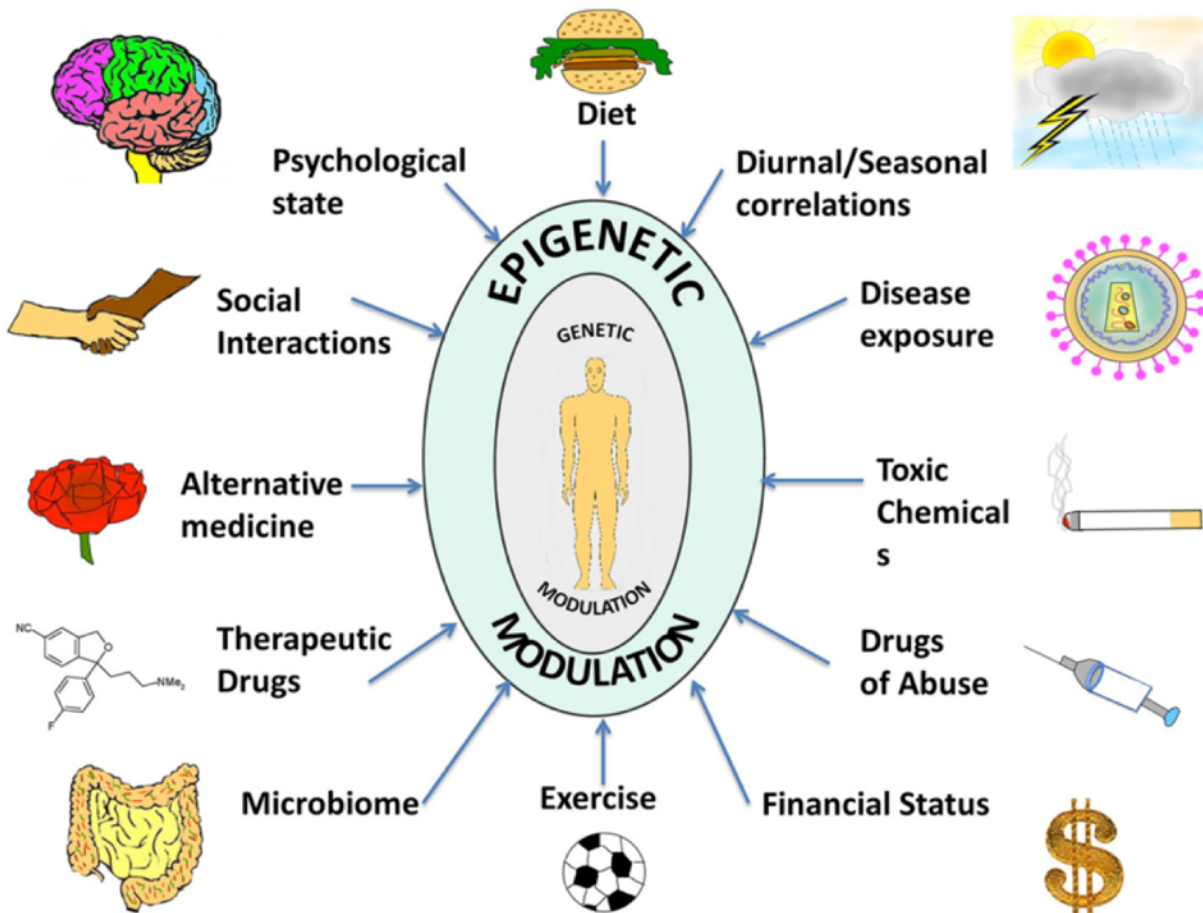 Diet
Psychological
state
Diurnal/Seasonal
correlations
EPIGENETIC
Social
Interactions
Disease
exposure
GENETIC
Alternative
medicine
Toxic
Chemical
s
MODULATION
MODULATION
Therapeutic
Drugs
NC
O
NMe2
F
Drugs
of Abuse
Microbiome
Exercise
Financial Status
$